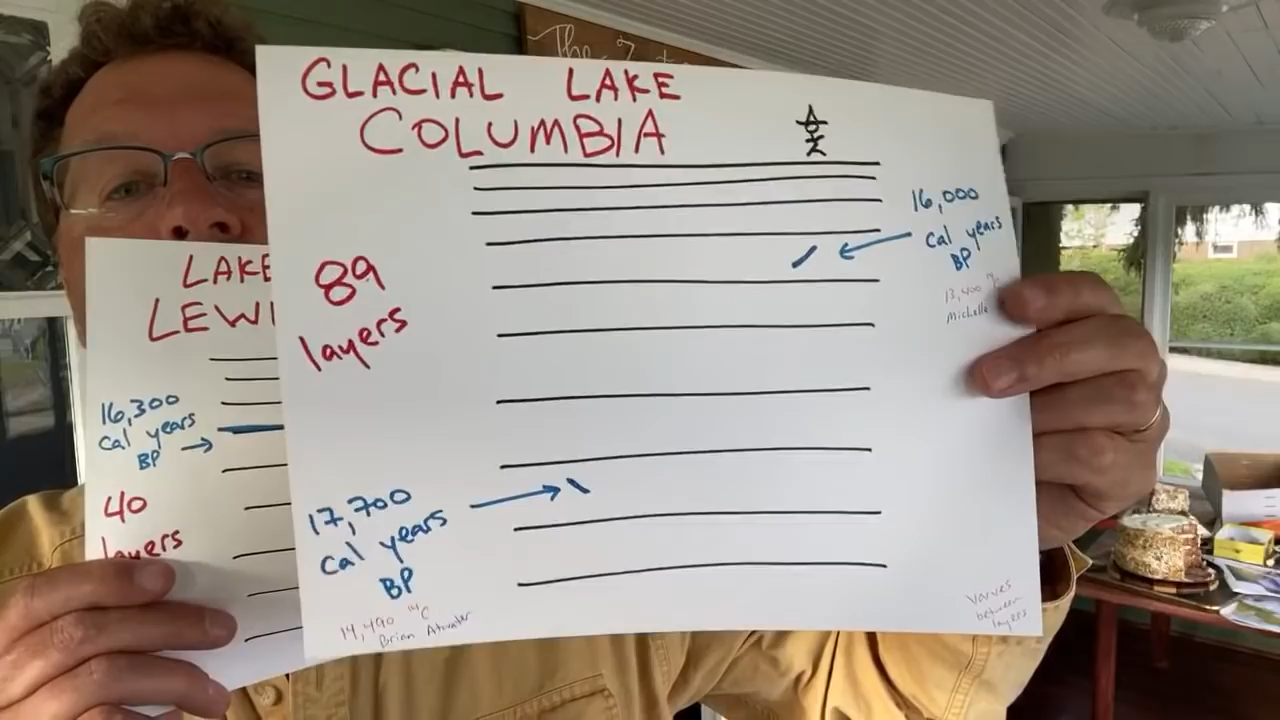 The
GLACIAL LAKE
COLUMBIA
16,000
Cal years
BP
13,400 14C
Michelle
89
layers
17,700
Cal years
BP
14,490 14C
Brian Atwater
Varves
between
layers
LAKE
LEWI
16,300
Cal years
BP
40
layers